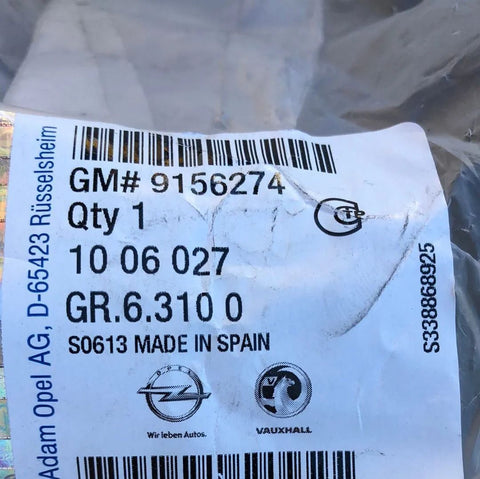 GM# 9156274
Qty 1
10 06 027
GR.6.310 0
S0613 MADE IN SPAIN
OPEL
Wir leben Autos.
VAUXHALL
Adam Opel AG, D-65423 Rüsselsheim
S338868925